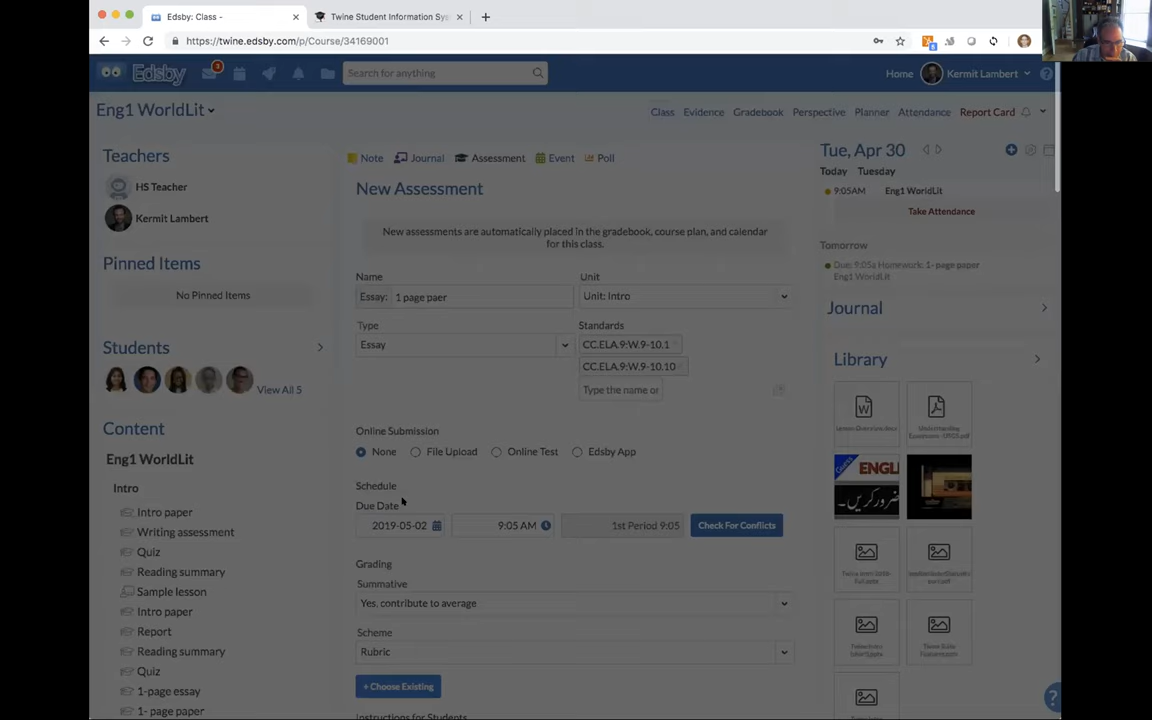 Edsby: Class -
Twine Student Information Sy
https://twine.edsby.com/p/Course/34169001
Edsby
Search for anything
Home
Kermit Lambert
Eng1 WorldLit
Class
Evidence
Gradebook
Perspective
Planner
Attendance
Report Card
Teachers
HS Teacher
Kermit Lambert
Pinned Items
No Pinned Items
Students
View All 5
Content
Eng1 WorldLit
Intro
Intro paper
Writing assessment
Quiz
Reading summary
Sample lesson
Intro paper
Report
Reading summary
Quiz
1-page essay
1- page paper
Note
Journal
Assessment
Event
Poll
New Assessment
New assessments are automatically placed in the gradebook, course plan, and calendar
for this class.
Name
Unit
Essay: 1 page paer
Unit: Intro
Type
Standards
Essay
CC.ELA.9:W.9-10.1
CC.ELA.9:W.9-10.10
Type the name or
Online Submission
None
File Upload
Online Test
Edsby App
Schedule
Due Date
2019-05-02
9:05 AM
1st Period 9:05
Check For Conflicts
Grading
Summative
Yes, contribute to average
Scheme
Rubric
+ Choose Existing
Instructions for Students
Tue, Apr 30
Today Tuesday
9:05AM Eng1 WorldLit
Take Attendance
Tomorrow
Due: 9:05a Homework: 1- page paper
Eng1 WorldLit
Journal
Library
ENGL
ضرور کریں